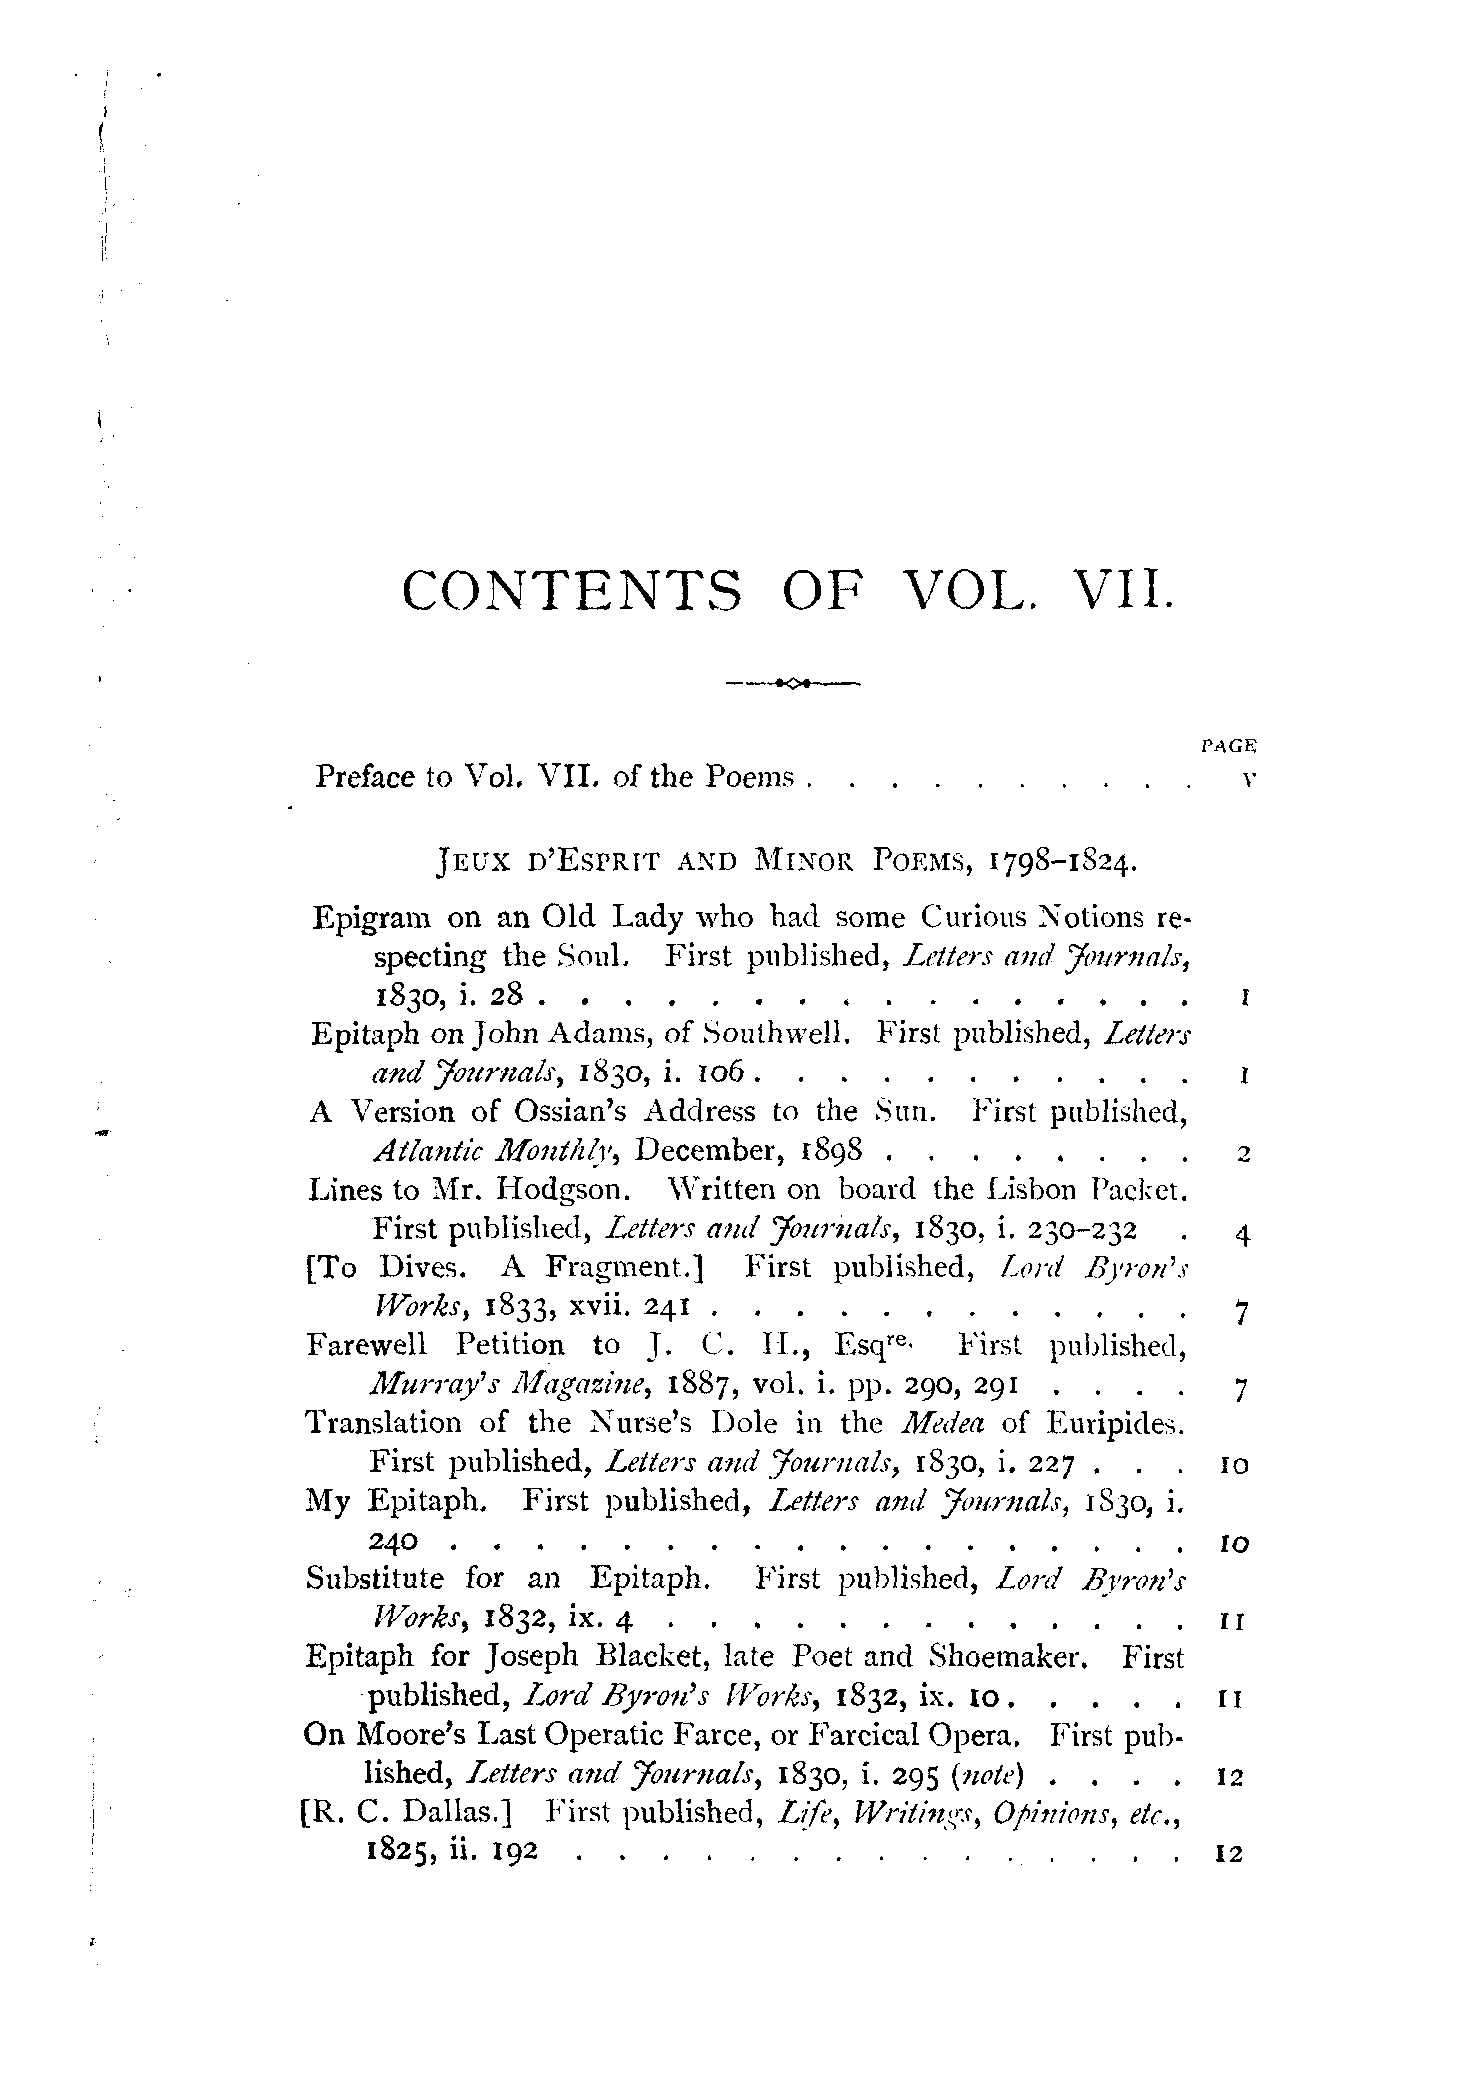 CONTENTS OF VOL. VII.
PAGE
Preface to Vol. VII. of the Poems . . . . . . . . . . v
JEUX D'ESPRIT AND MINOR POEMS, 1798–1824.
Epigram on an Old Lady who had some Curious Notions re-
specting the Soul. First published, Letters and Journals,
1830, i. 28 . . . . . . . . . . . . . . . . 1
Epitaph on John Adams, of Southwell. First published, Letters
and Journals, 1830, i. 106 . . . . . . . . . . . 1
A Version of Ossian's Address to the Sun. First published,
Atlantic Monthly, December, 1898 . . . . . . . . 2
Lines to Mr. Hodgson. Written on board the Lisbon Packet.
First published, Letters and Journals, 1830, i. 230–232 . 4
[To Dives. A Fragment.] First published, Lord Byron's
Works, 1833, xvii. 241 . . . . . . . . . . . . 7
Farewell Petition to J. C. H., Esqre. First published,
Murray's Magazine, 1887, vol. i. pp. 290, 291 . . . . 7
Translation of the Nurse's Dole in the Medea of Euripides.
First published, Letters and Journals, 1830, i. 227 . . . 10
My Epitaph. First published, Letters and Journals, 1830, i.
240 . . . . . . . . . . . . . . . . . . 10
Substitute for an Epitaph. First published, Lord Byron's
Works, 1832, ix. 4 . . . . . . . . . . . . . 11
Epitaph for Joseph Blacket, late Poet and Shoemaker. First
published, Lord Byron's Works, 1832, ix. 10 . . . . . 11
On Moore's Last Operatic Farce, or Farcical Opera. First pub-
lished, Letters and Journals, 1830, i. 295 (note) . . . . 12
[R. C. Dallas.] First published, Life, Writings, Opinions, etc.,
1825, ii. 192 . . . . . . . . . . . . . . . 12